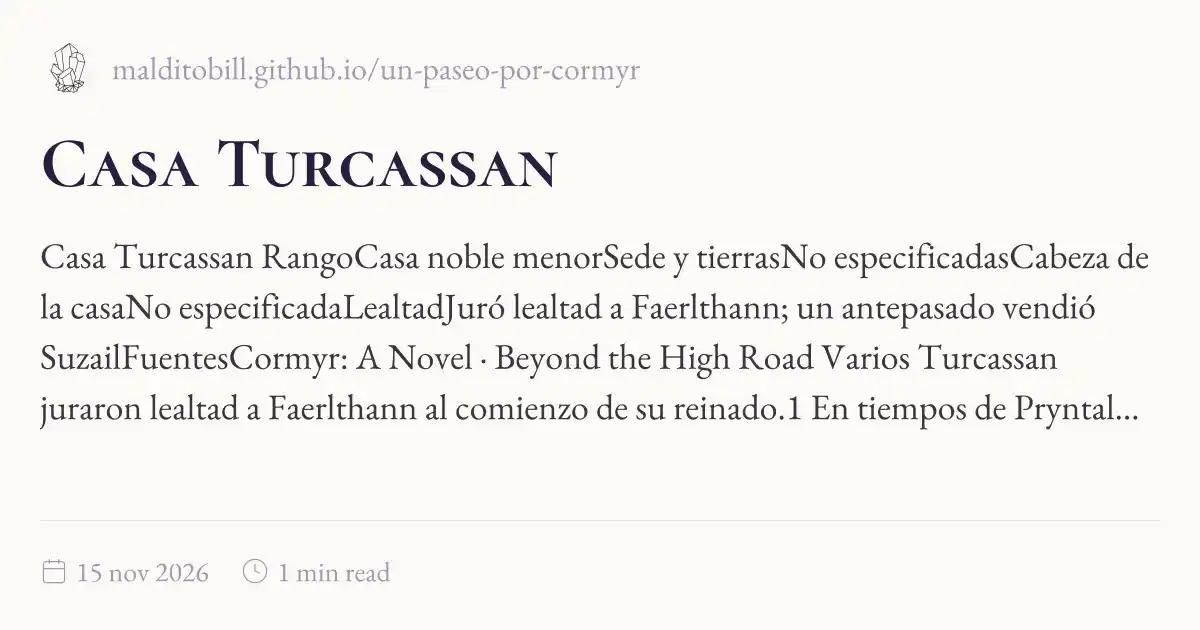 malditobill.github.io/un-paseo-por-cormyr
Casa Turcassan
Casa Turcassan RangoCasa noble menorSede y tierrasNo especificadasCabeza de
la casaNo especificadaLealtadJuró lealtad a Faerlthann; un antepasado vendió
SuzailFuentesCormyr: A Novel · Beyond the High Road Varios Turcassan
juraron lealtad a Faerlthann al comienzo de su reinado.1 En tiempos de Pryntal...
15 nov 2026
1 min read